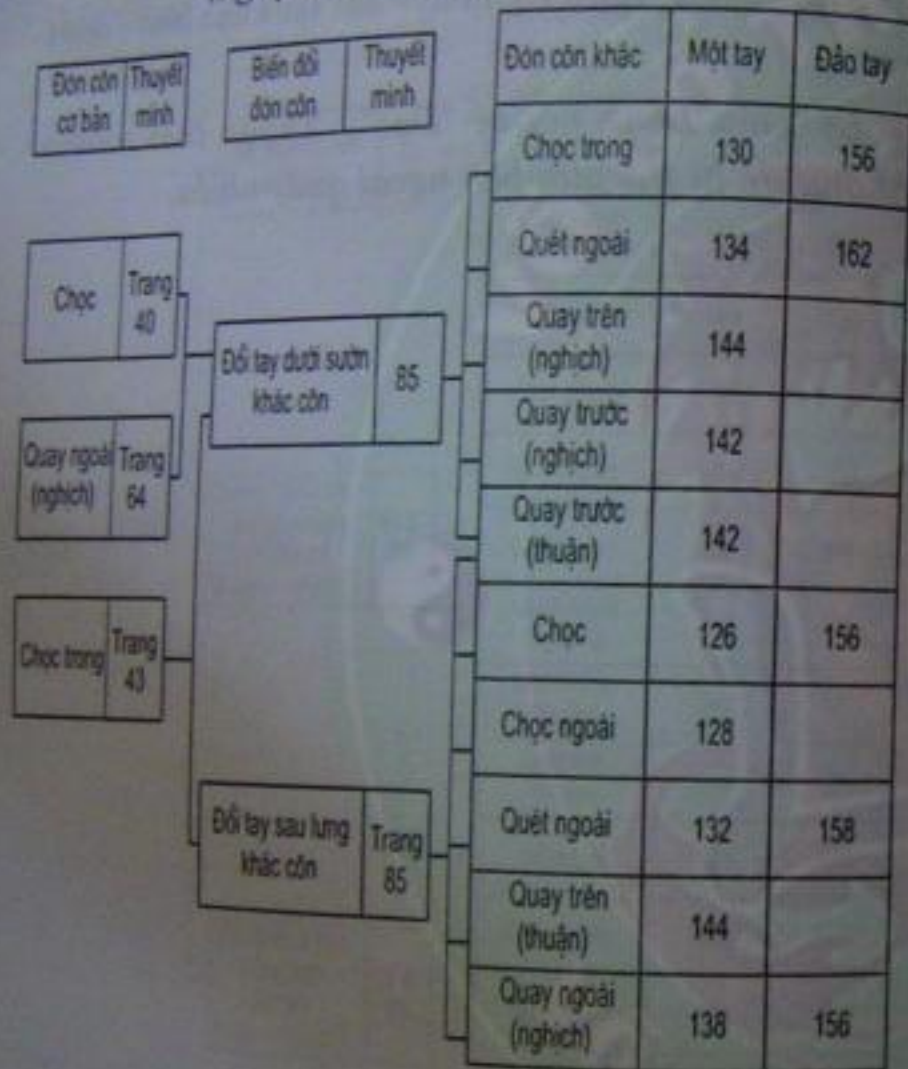 Đòn côn Thuyết
cơ bản minh
Biến đổi Thuyết
đòn côn minh
Đòn côn khác Một tay Đảo tay
Chọc trong 130 156
Quét ngoài 134 162
Quay trên
(nghịch) 144
Quay trước
(nghịch) 142
Quay trước
(thuận) 142
Chọc 126 156
Chọc ngoài 128
Quét ngoài 132 158
Quay trên
(thuận) 144
Quay ngoài
(nghịch) 138 156
Chọc Trang
40
Quay ngoài Trang
(nghịch) 64
Chọc trong Trang
43
Đổi tay dưới sườn
khác côn 85
Đổi tay sau lưng Trang
khác côn 85